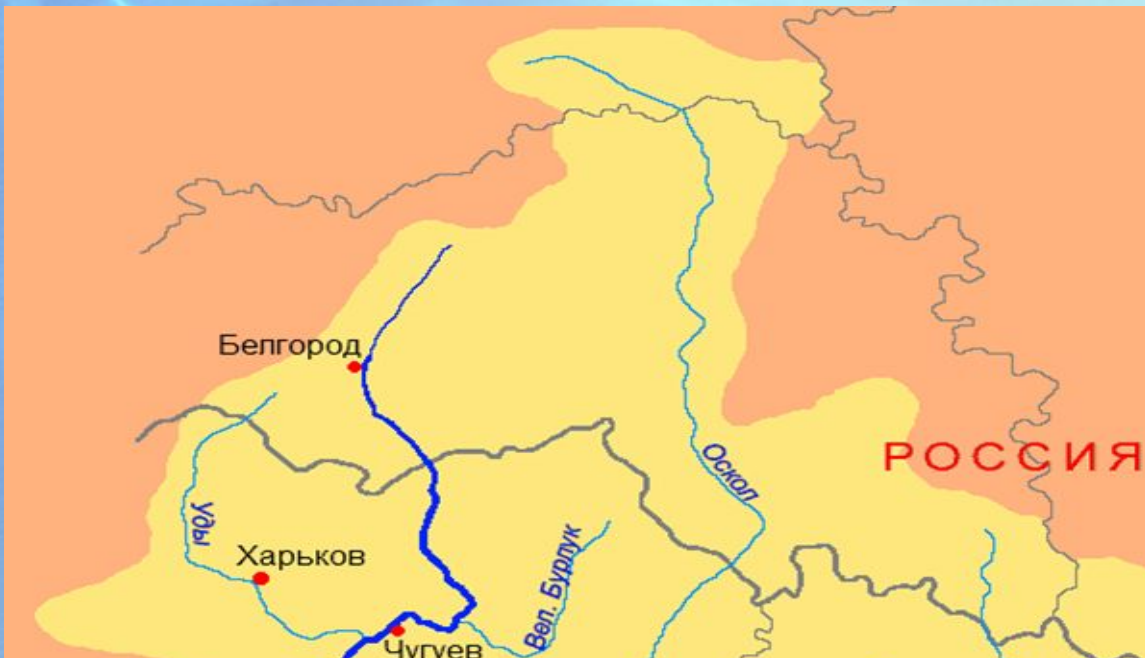 Белгород
РОССИЯ
Оскол
Уды
Харьков
Вел. Бурлук
Чугуев